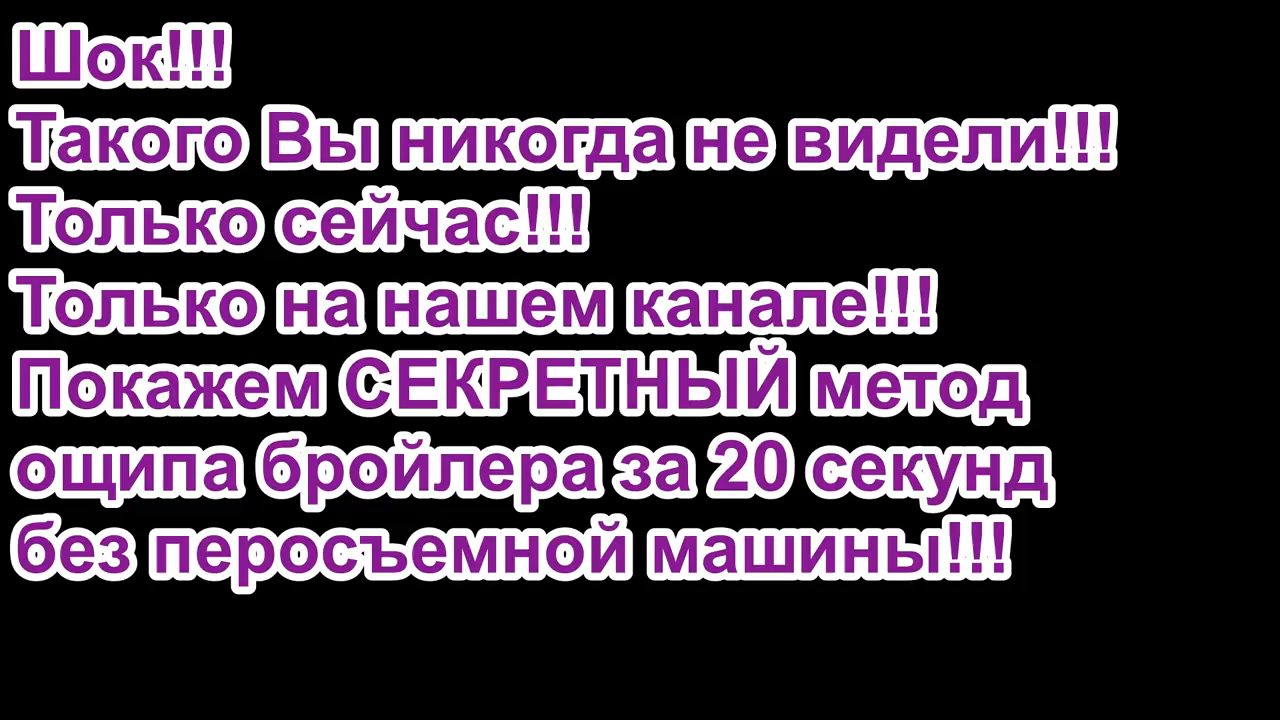 Шок!!!
Такого Вы никогда не видели!!!
Только сейчас!!!
Только на нашем канале!!!
Покажем СЕКРЕТНЫЙ метод
ощипа бройлера за 20 секунд
без перосъемной машины!!!